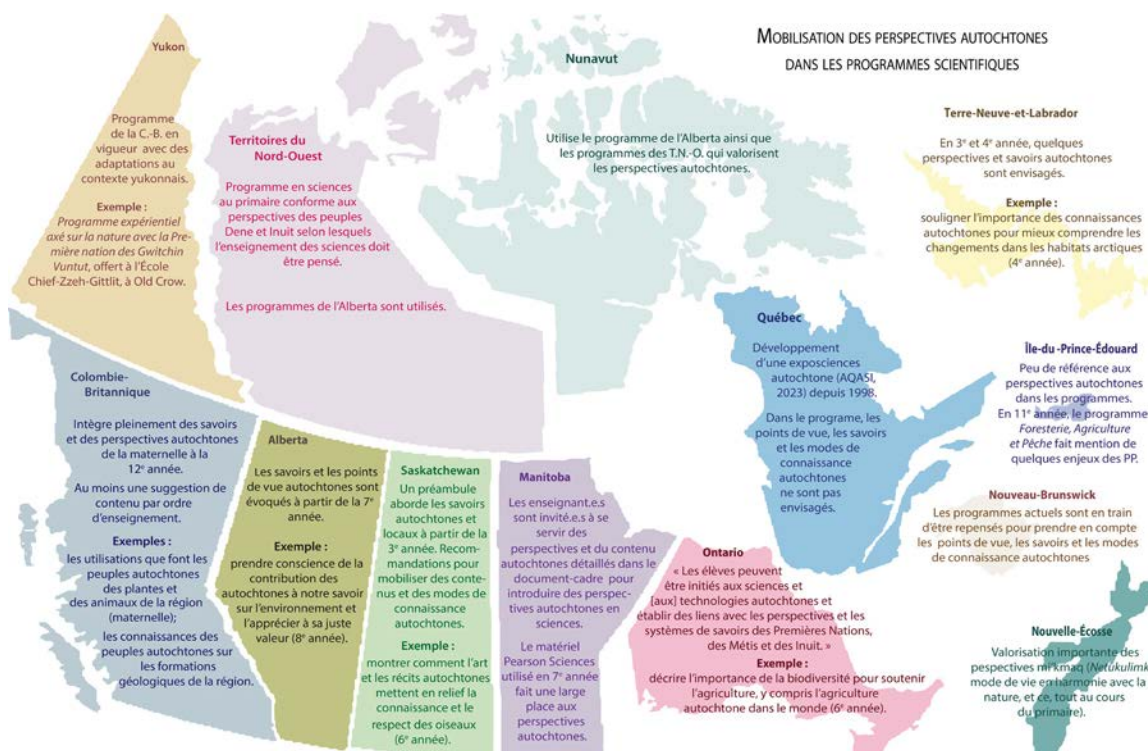 MOBILISATION DES PERSPECTIVES AUTOCHTONES
DANS LES PROGRAMMES SCIENTIFIQUES
Yukon
Programme
de la C.-B. en
vigueur avec des
adaptations au
contexte yukonnais.
Exemple :
Programme expérientiel
axé sur la nature avec la Pre-
mière nation des Gwitchin
Vuntut, offert à l'École
Chief-Zzeh-Gittlit, à Old Crow.
Territoires du
Nord-Ouest
Programme en sciences
au primaire conforme aux
perspectives des peuples
Dene et Inuit selon lesquels
l'enseignement des sciences doit
être pensé.
Les programmes de l'Alberta sont utilisés.
Nunavut
Utilise le programme de l'Alberta ainsi que
les programmes des T.N.-O. qui valorisent
les perspectives autochtones.
Terre-Neuve-et-Labrador
En 3e et 4e année, quelques
perspectives et savoirs autochtones
sont envisagés.
Exemple :
souligner l'importance des connaissances
autochtones pour mieux comprendre les
changements dans les habitats arctiques
(4e année).
Colombie-
Britannique
Intègre pleinement des savoirs
et des perspectives autochtones
de la maternelle à la
12e année.
Au moins une suggestion de
contenu par ordre
d'enseignement.
Exemples :
les utilisations que font les
peuples autochtones
des plantes et
des animaux de la région
(maternelle);
les connaissances des
peuples autochtones sur
les formations
géologiques de la région.
Alberta
Les savoirs et les points
de vue autochtones sont
évoqués à partir de la 7e
année.
Exemple :
prendre conscience de la
contribution des
autochtones à notre savoir
sur l'environnement et
l'apprécier à sa juste
valeur (8e année).
Saskatchewan
Un préambule
aborde les savoirs
autochtones et
locaux à partir de la
3e année. Recom-
mandations pour
mobiliser des conte-
nus et des modes de
connaissance
autochtones.
Exemple :
montrer comment l'art
et les récits autochtones
mettent en relief la
connaissance et le
respect des oiseaux
(6e année).
Manitoba
Les enseignant.e.s
sont invité.e.s à se
servir des
perspectives et du contenu
autochtones détaillés dans le
document-cadre pour
introduire des perspec-
tives autochtones en
sciences.
Le matériel
Pearson Sciences
utilisé en 7e année
fait une large
place aux
perspectives
autochtones.
Ontario
« Les élèves peuvent
être initiés aux sciences et
[aux] technologies autochtones et
établir des liens avec les perspectives et les
systèmes de savoirs des Premières Nations,
des Métis et des Inuit. »
Exemple :
décrire l'importance de la biodiversité pour soutenir
l'agriculture, y compris l'agriculture
autochtone dans le monde (6e année).
Québec
Développement
d'une exposciences
autochtone (AQASI,
2023) depuis 1998.
Dans le programe, les
points de vue, les savoirs
et les modes de
connaissance
autochtones
ne sont pas
envisagés.
Île-du-Prince-Édouard
Peu de référence aux
perspectives autochtones
dans les programmes.
En 11e année, le programme
Foresterie, Agriculture
et Pêche fait mention de
quelques enjeux des PP.
Nouveau-Brunswick
Les programmes actuels sont en train
d'être repensés pour prendre en compte
les points de vue, les savoirs et les modes
de connaissance autochtones
Nouvelle-Écosse
Valorisation importante des
pespectives mi'kmaq (Netukulimk
mode de vie en harmonie avec la
nature, et ce, tout au cours
du primaire).